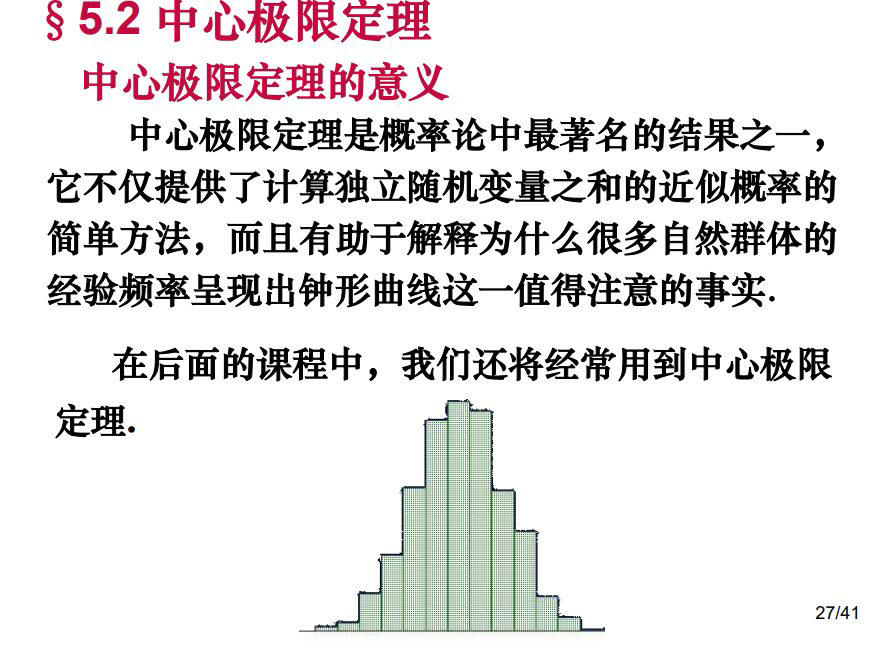 § 5.2 中心极限定理
中心极限定理的意义
中心极限定理是概率论中最著名的结果之一，
它不仅提供了计算独立随机变量之和的近似概率的
简单方法，而且有助于解释为什么很多自然群体的
经验频率呈现出钟形曲线这一值得注意的事实.
在后面的课程中，我们还将经常用到中心极限
定理.
27/41